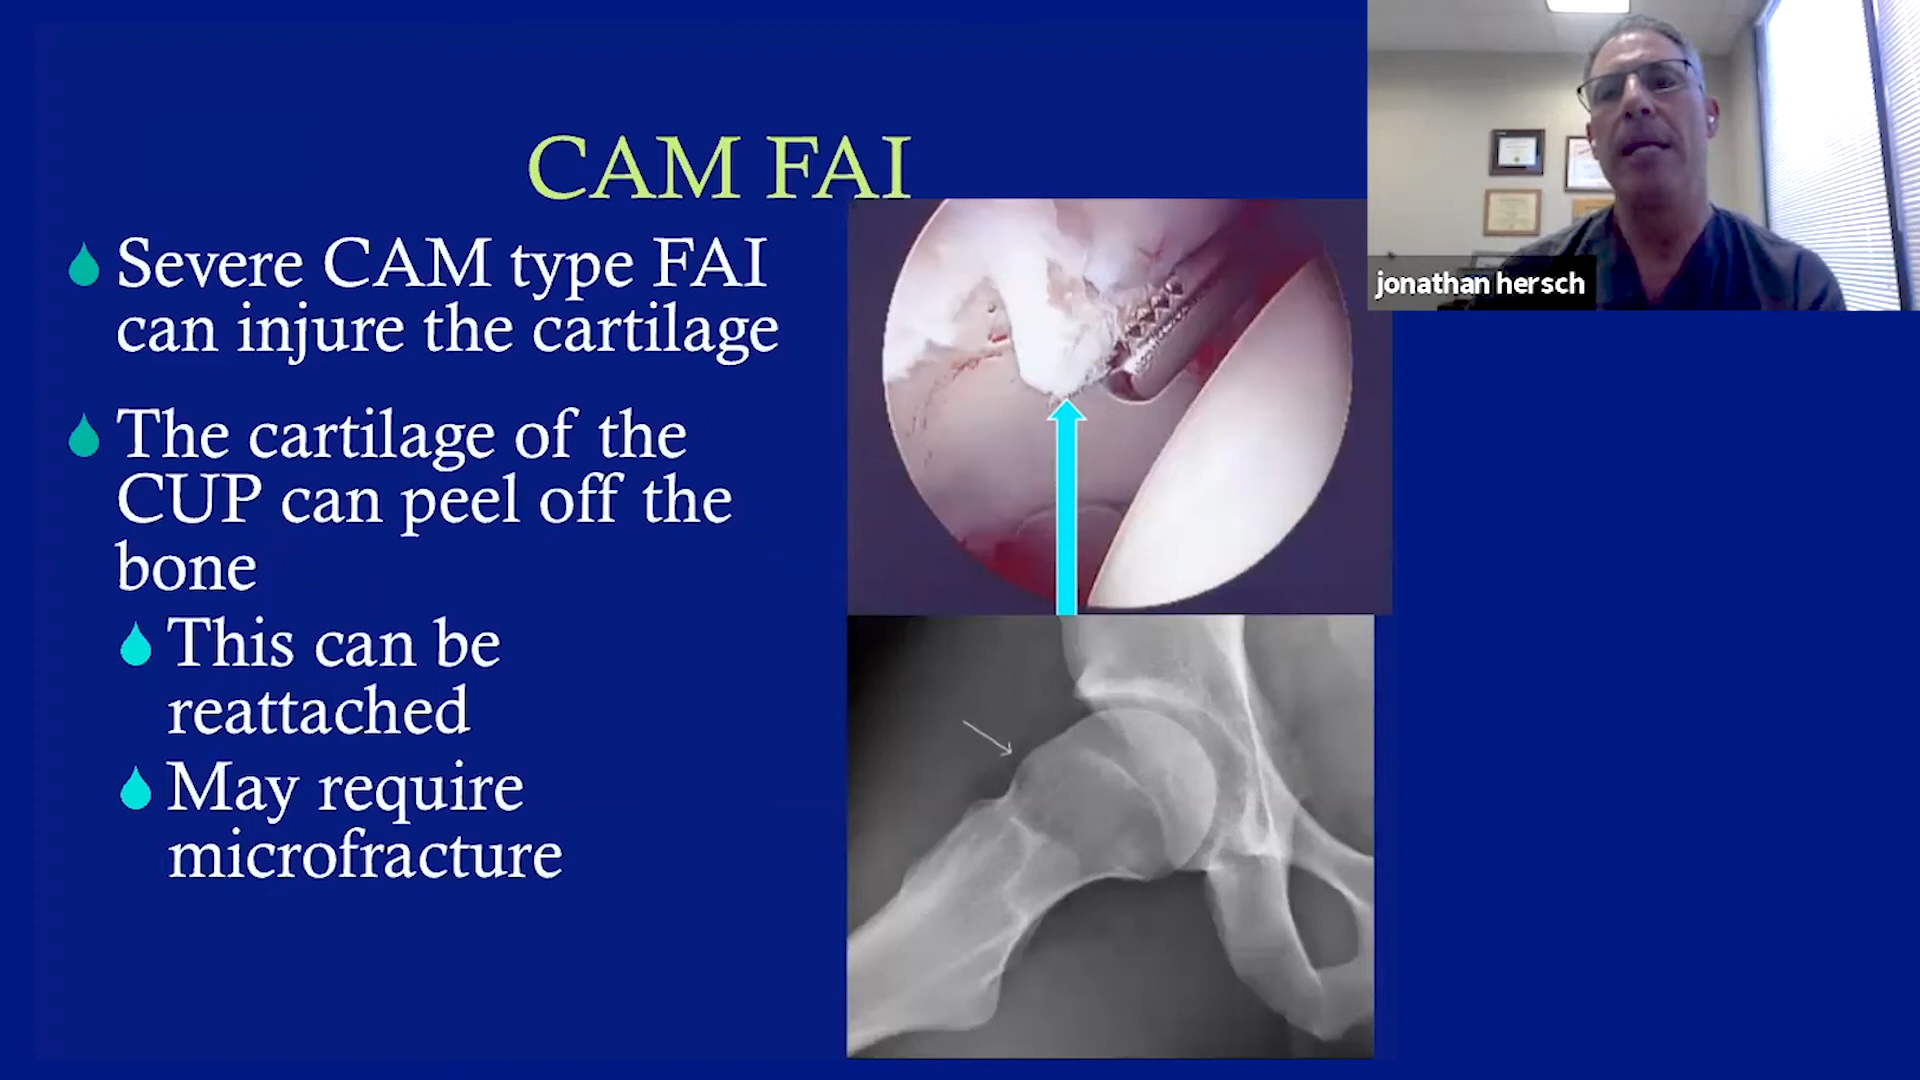 CAM FAI
Severe CAM type FAI
can injure the cartilage
The cartilage of the
CUP can peel off the
bone
This can be
reattached
May require
microfracture
jonathan hersch